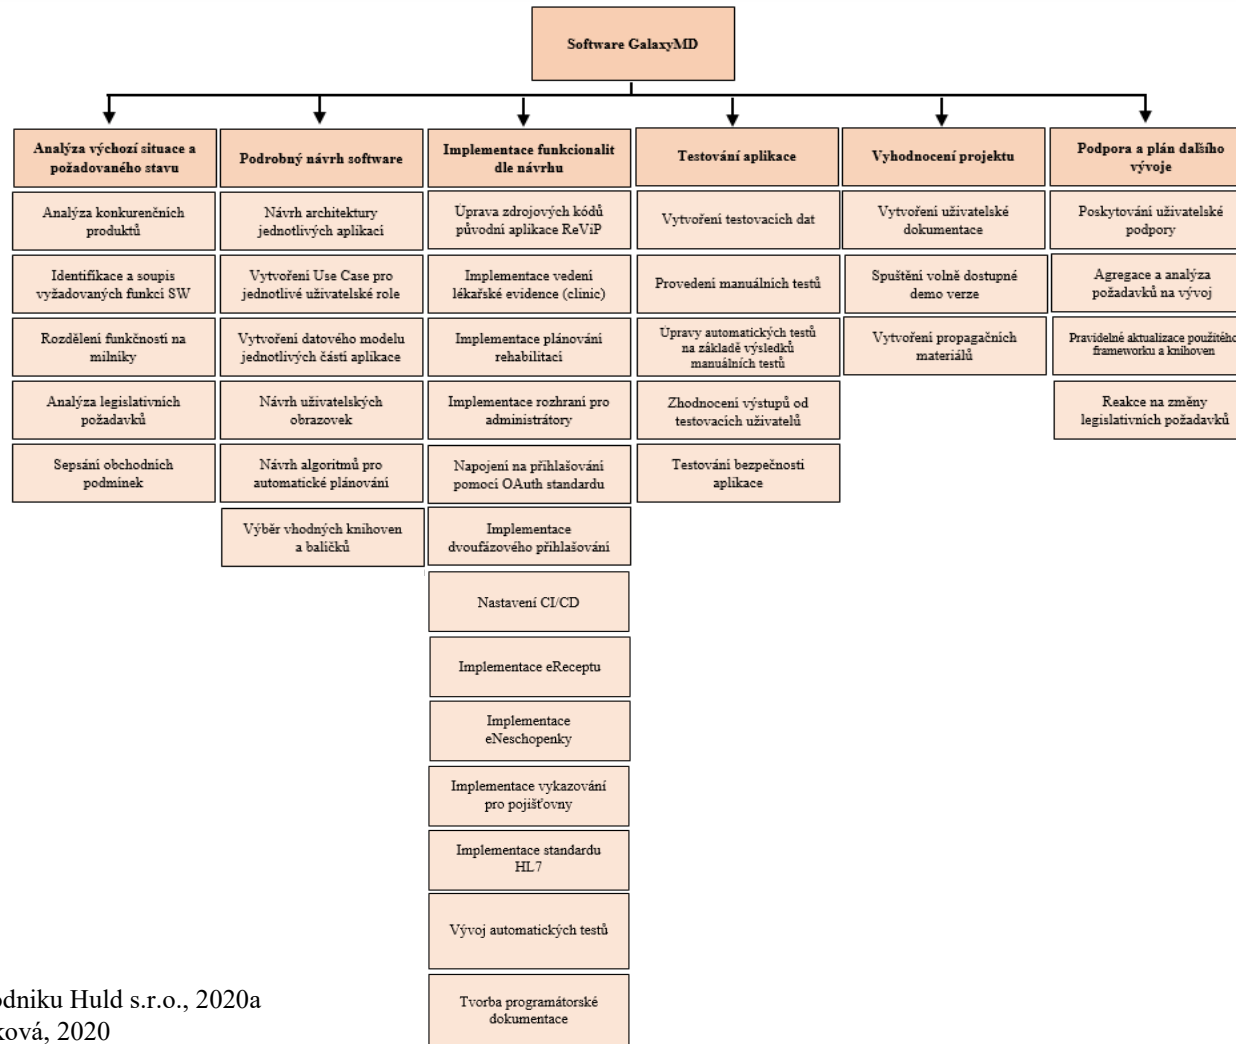 Software GalaxyMD
Analýza výchozí situace a
požadovaného stavu
Analýza konkurenčních
produktů
Identifikace a soupis
vyžadovaných funkcí SW
Rozdělení funkčností na
milníky
Analýza legislativních
požadavků
Sepsání obchodních
podmínek
Podrobný návrh software
Návrh architektury
jednotlivých aplikací
Vytvoření Use Case pro
jednotlivé uživatelské role
Vytvoření datového modelu
jednotlivých částí aplikace
Návrh uživatelských
obrazovek
Návrh algoritmů pro
automatické plánování
Výběr vhodných knihoven
a balíčků
Implementace funkcionalit
dle návrhu
Úprava zdrojových kódů
původní aplikace ReViP
Implementace vedení
lékařské evidence (clinic)
Implementace plánování
rehabilitací
Implementace rozhraní pro
administrátory
Napojení na přihlašování
pomocí OAuth standardu
Implementace
dvoufázového přihlašování
Nastavení CI/CD
Implementace eReceptu
Implementace
eNeschopenky
Implementace vykazování
pro pojišťovny
Implementace standardu
HL7
Vývoj automatických testů
Tvorba programátorské
dokumentace
Testování aplikace
Vytvoření testovacích dat
Provedení manuálních testů
Úpravy automatických testů
na základě výsledků
manuálních testů
Zhodnocení výstupů od
testovacích uživatelů
Testování bezpečnosti
aplikace
Vyhodnocení projektu
Vytvoření uživatelské
dokumentace
Spuštění volně dostupné
demo verze
Vytvoření propagačních
materiálů
Podpora a plán dalšího
vývoje
Poskytování uživatelské
podpory
Agregace a analýza
požadavků na vývoj
Pravidelné aktualizace použitého
frameworku a knihoven
Reakce na změny
legislativních požadavků
odniku Huld s.r.o., 2020a
ková, 2020